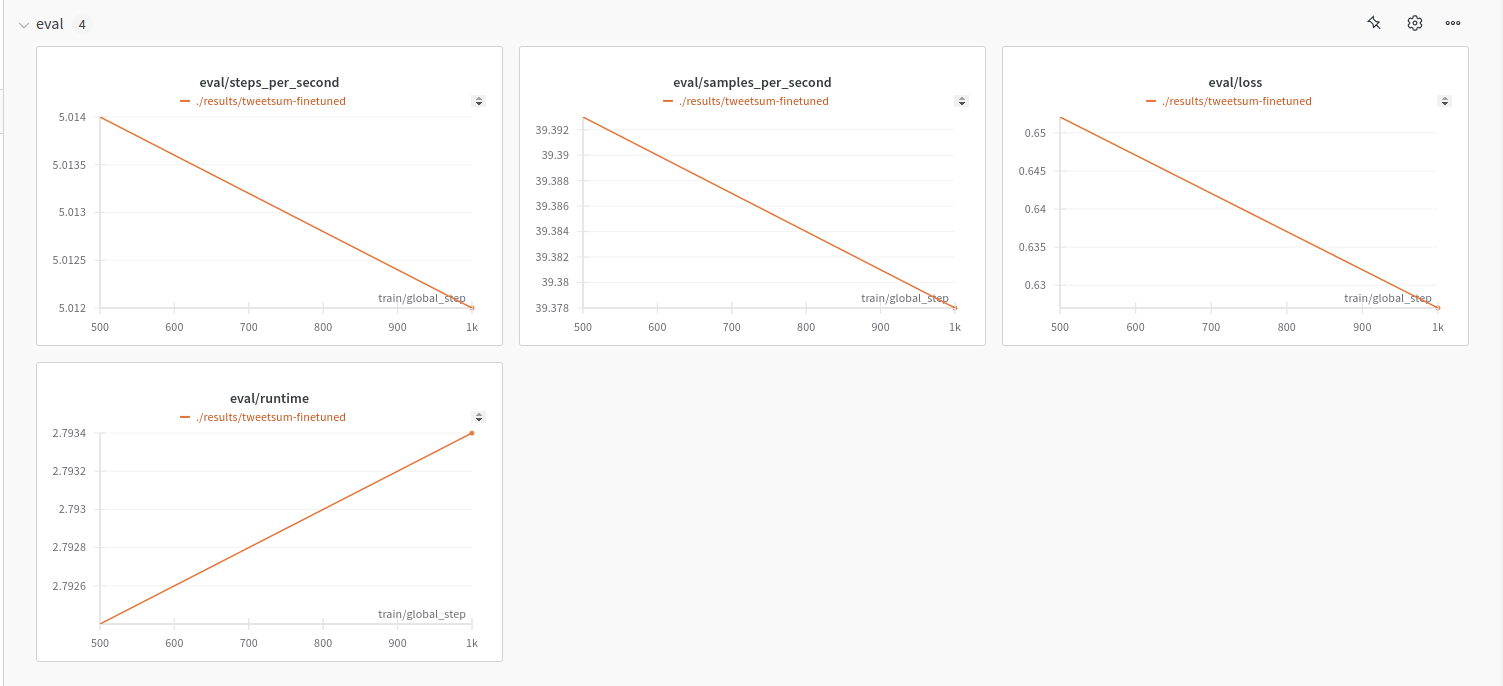 eval 4
eval/steps_per_second
./results/tweetsum-finetuned
5.014
5.0135
5.013
5.0125
5.012
train/global_step
500 600 700 800 900 1k
eval/samples_per_second
./results/tweetsum-finetuned
39.392
39.39
39.388
39.386
39.384
39.382
39.38
39.378
train/global_step
500 600 700 800 900 1k
eval/loss
./results/tweetsum-finetuned
0.65
0.645
0.64
0.635
0.63
train/global_step
500 600 700 800 900 1k
eval/runtime
./results/tweetsum-finetuned
2.7934
2.7932
2.793
2.7928
2.7926
train/global_step
500 600 700 800 900 1k